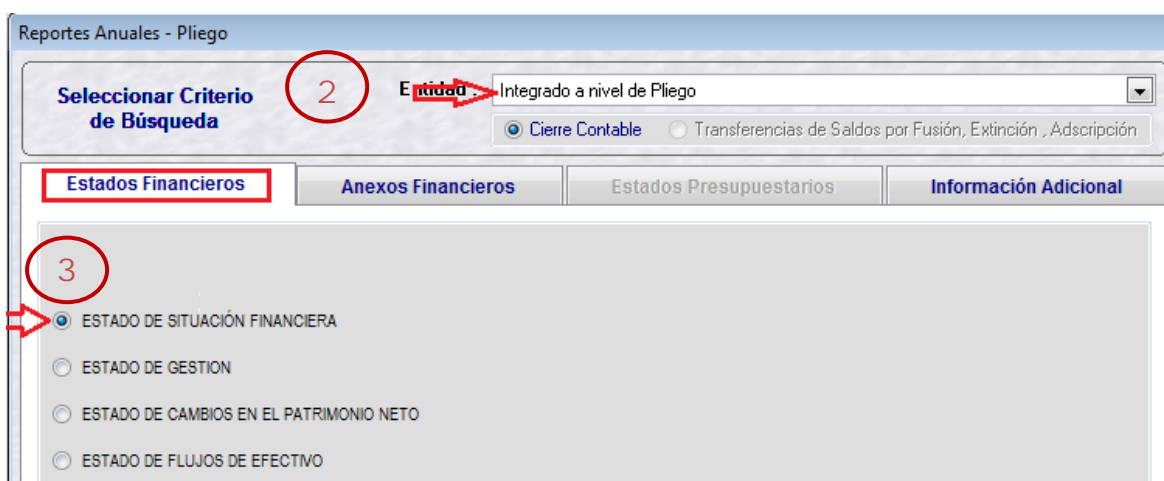 Reportes Anuales - Pliego
Seleccionar Criterio
de Búsqueda
2
Entidad :
Integrado a nivel de Pliego
Cierre Contable
Transferencias de Saldos por Fusión, Extinción , Adscripción
Estados Financieros
Anexos Financieros
Estados Presupuestarios
Información Adicional
3
ESTADO DE SITUACIÓN FINANCIERA
ESTADO DE GESTION
ESTADO DE CAMBIOS EN EL PATRIMONIO NETO
ESTADO DE FLUJOS DE EFECTIVO